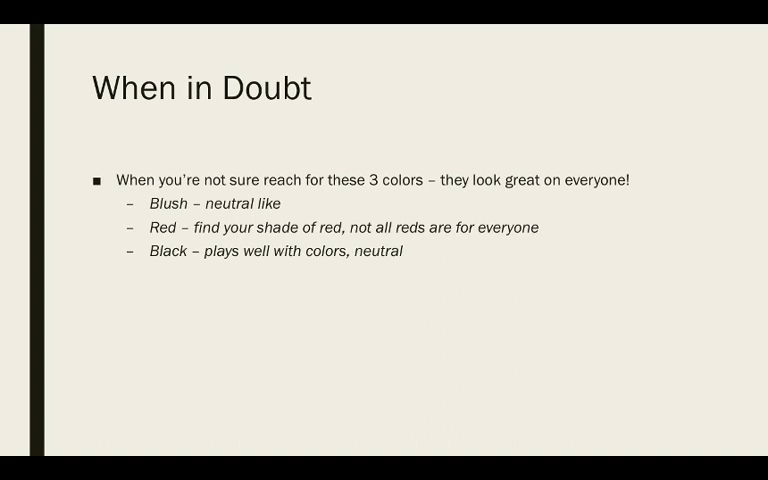 When in Doubt
■ When you’re not sure reach for these 3 colors – they look great on everyone!
– Blush – neutral like
– Red – find your shade of red, not all reds are for everyone
– Black – plays well with colors, neutral